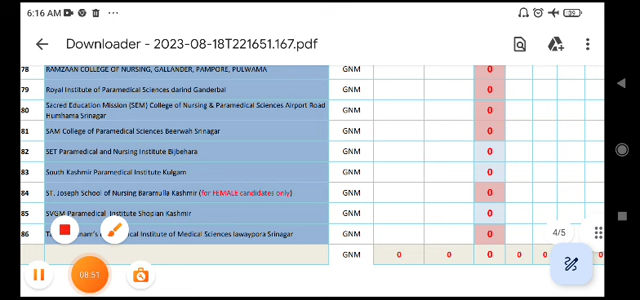 6:16 AM
39
Downloader - 2023-08-18T221651.167.pdf
78 RAMZAAN COLLEGE OF NURSING, GALLANDER, PAMPORE, PULWAMA GNM 0
79 Royal Institute of Paramedical Sciences darind Ganderbal GNM 0
80 Sacred Education Mission (SEM) College of Nursing & Paramedical Sciences Airport Road Humhama Srinagar GNM 0
81 SAM College of Paramedical Sciences Beerwah Srinagar GNM 0
82 SET Paramedical and Nursing Institute Bijbehara GNM 0
83 South Kashmir Paramedical Institute Kulgam GNM 0
84 ST. Joseph School of Nursing Baramulla Kashmir (for FEMALE candidates only) GNM 0
85 SVGM Paramedical Institute Shopian Kashmir GNM 0
86 Institute of Medical Sciences lawaypora Srinagar GNM 0
4/5
GNM 0 0 0 0 0 0
08:51